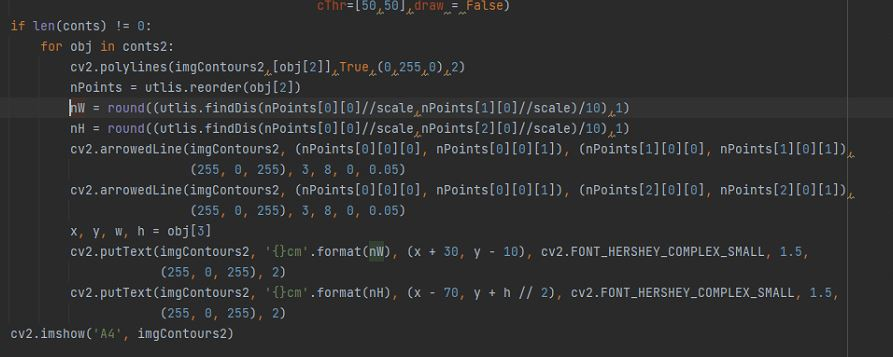 cThr=[50,50],draw = False)
if len(conts) != 0:
for obj in conts2:
cv2.polylines(imgContours2,[obj[2]],True,(0,255,0),2)
nPoints = utlis.reorder(obj[2])
nW = round((utlis.findDis(nPoints[0][0]//scale,nPoints[1][0]//scale)/10),1)
nH = round((utlis.findDis(nPoints[0][0]//scale,nPoints[2][0]//scale)/10),1)
cv2.arrowedLine(imgContours2, (nPoints[0][0][0], nPoints[0][0][1]), (nPoints[1][0][0], nPoints[1][0][1]),
(255, 0, 255), 3, 8, 0, 0.05)
cv2.arrowedLine(imgContours2, (nPoints[0][0][0], nPoints[0][0][1]), (nPoints[2][0][0], nPoints[2][0][1]),
(255, 0, 255), 3, 8, 0, 0.05)
x, y, w, h = obj[3]
cv2.putText(imgContours2, '{}cm'.format(nW), (x + 30, y - 10), cv2.FONT_HERSHEY_COMPLEX_SMALL, 1.5,
(255, 0, 255), 2)
cv2.putText(imgContours2, '{}cm'.format(nH), (x - 70, y + h // 2), cv2.FONT_HERSHEY_COMPLEX_SMALL, 1.5,
(255, 0, 255), 2)
cv2.imshow('A4', imgContours2)